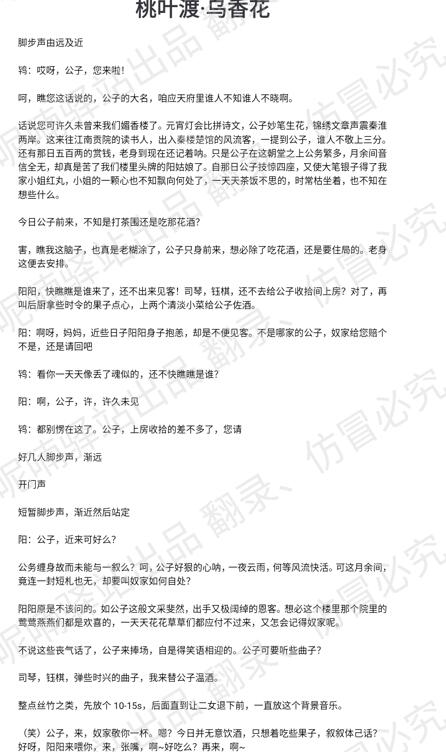 桃叶渡·乌香花
脚步声由远及近
鸨：哎呀，公子，您来啦！
呵，瞧您这话说的，公子的大名，咱应天府里谁人不知谁人不晓啊。
话说您可许久未曾来我们媚香楼了。元宵灯会比拼诗文，公子妙笔生花，锦绣文章声震秦淮
两岸。这来往江南贡院的读书人，出入秦楼楚馆的风流客，一提到公子，谁人不敬上三分。
还有那日五百两的赏钱，老身到现在还记着呐。只是公子在这朝堂之上公务繁多，月余间音
信全无，却真是苦了我们楼里头牌的阳姑娘了。自那日公子技惊四座，又使大笔银子得了我
家小姐红丸，小姐的一颗心也不知飘向何处了，一天天茶饭不思的，时常枯坐着，也不知在
想些什么。
今日公子前来，不知是打茶围还是吃那花酒？
害，瞧我这脑子，也真是老糊涂了，公子只身前来，想必除了吃花酒，还是要住局的。老身
这便去安排。
阳阳，快瞧瞧是谁来了，还不出来见客！司琴，钰棋，还不去给公子收拾间上房？对了，再
叫后厨拿些时令的果子点心，上两个清淡小菜给公子佐酒。
阳：啊呀，妈妈，近些日子阳阳身子抱恙，却是不便见客。不是哪家的公子，奴家给您赔个
不是，还是请回吧
鸨：看你一天天像丢了魂似的，还不快瞧瞧是谁？
阳：啊，公子，许，许久未见
鸨：都别愣在这了。公子，上房收拾的差不多了，您请
好几人脚步声，渐远
开门声
短暂脚步声，渐近然后站定
阳：公子，近来可好么？
公务缠身故而未能与一叙么？呵，公子好狠的心呐，一夜云雨，何等风流快活。可这月余间，
竟连一封短札也无，却要叫奴家如何自处？
阳阳原是不该问的。如公子这般文采斐然，出手又极阔绰的恩客。想必这个楼里那个院里的
莺莺燕燕们都是欢喜的，一天天花花草草们都应付不过来，又怎会记得奴家呢。
不说这些丧气话了，公子来捧场，自是得笑语相迎的。公子可要听些曲子？
司琴，钰棋，弹些时兴的曲子，我来替公子温酒。
整点丝竹之类，先放个 10-15s，后面直到让二女退下前，一直放这个背景音乐。
（笑）公子，来，奴家敬你一杯。嗯？今日并无意饮酒，只想着吃些果子，叙叙体己话？
好呀，阳阳来喂你，来，张嘴，啊~好吃么？再来，啊~
呢喃驿站出品 翻录、仿冒必究